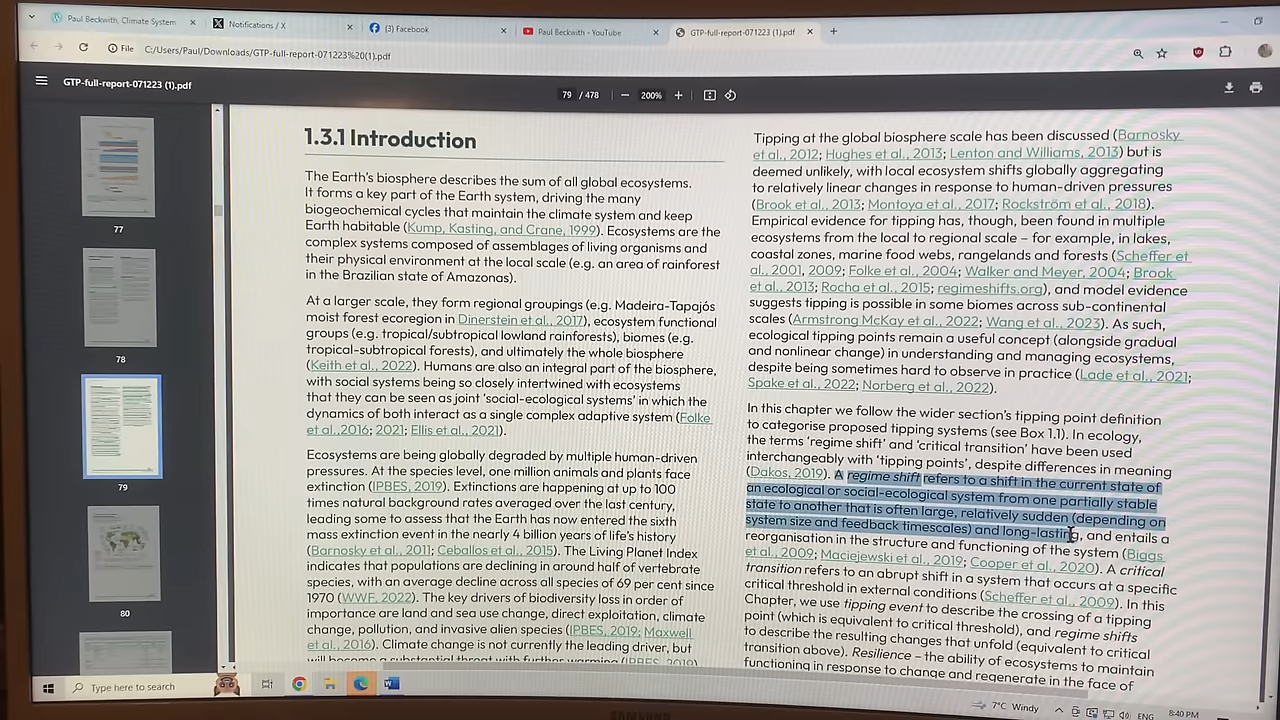 Paul Beckwith, Climate System
Notifications / X
(3) Facebook
Paul Beckwith - YouTube
GTP-full-report-071223 (1).pdf
File
C:/Users/Paul/Downloads/GTP-full-report-071223%20(1).pdf
GTP-full-report-071223 (1).pdf
79 / 478
200%
77
78
79
80
1.3.1 Introduction
The Earth's biosphere describes the sum of all global ecosystems.
It forms a key part of the Earth system, driving the many
biogeochemical cycles that maintain the climate system and keep
Earth habitable (Kump, Kasting, and Crane, 1999). Ecosystems are the
complex systems composed of assemblages of living organisms and
their physical environment at the local scale (e.g. an area of rainforest
in the Brazilian state of Amazonas).
At a larger scale, they form regional groupings (e.g. Madeira-Tapajós
moist forest ecoregion in Dinerstein et al., 2017), ecosystem functional
groups (e.g. tropical/subtropical lowland rainforests), biomes (e.g.
tropical-subtropical forests), and ultimately the whole biosphere
(Keith et al., 2022). Humans are also an integral part of the biosphere,
with social systems being so closely intertwined with ecosystems
that they can be seen as joint 'social-ecological systems' in which the
dynamics of both interact as a single complex adaptive system (Folke
et al.,2016; 2021; Ellis et al., 2021).
Ecosystems are being globally degraded by multiple human-driven
pressures. At the species level, one million animals and plants face
extinction (IPBES, 2019). Extinctions are happening at up to 100
times natural background rates averaged over the last century,
leading some to assess that the Earth has now entered the sixth
mass extinction event in the nearly 4 billion years of life's history
(Barnosky et al., 2011; Ceballos et al., 2015). The Living Planet Index
indicates that populations are declining in around half of vertebrate
species, with an average decline across all species of 69 per cent since
1970 (WWF, 2022). The key drivers of biodiversity loss in order of
importance are land and sea use change, direct exploitation, climate
change, pollution, and invasive alien species (IPBES, 2019; Maxwell
et al., 2016). Climate change is not currently the leading driver, but
will become substantial threat with further warming (IPBES, 2019)
Tipping at the global biosphere scale has been discussed (Barnosky
et al., 2012; Hughes et al., 2013; Lenton and Williams, 2013) but is
deemed unlikely, with local ecosystem shifts globally aggregating
to relatively linear changes in response to human-driven pressures
(Brook et al., 2013; Montoya et al., 2017; Rockström et al., 2018).
Empirical evidence for tipping has, though, been found in multiple
ecosystems from the local to regional scale – for example, in lakes,
coastal zones, marine food webs, rangelands and forests (Scheffer et
al., 2001, 2009; Folke et al., 2004; Walker and Meyer, 2004; Brook
et al., 2013; Rocha et al., 2015; regimeshifts.org), and model evidence
suggests tipping is possible in some biomes across sub-continental
scales (Armstrong McKay et al., 2022; Wang et al., 2023). As such,
ecological tipping points remain a useful concept (alongside gradual
and nonlinear change) in understanding and managing ecosystems,
despite being sometimes hard to observe in practice (Lade et al., 2021;
Spake et al., 2022; Norberg et al., 2022).
In this chapter we follow the wider section's tipping point definition
to categorise proposed tipping systems (see Box 1.1). In ecology,
the terms 'regime shift' and 'critical transition' have been used
interchangeably with 'tipping points', despite differences in meaning
(Dakos, 2019). A regime shift refers to a shift in the current state of
an ecological or social-ecological system from one partially stable
state to another that is often large, relatively sudden (depending on
system size and feedback timescales) and long-lasting, and entails a
reorganisation in the structure and functioning of the system (Biggs
et al., 2009; Maciejewski et al., 2019; Cooper et al., 2020). A critical
transition refers to an abrupt shift in a system that occurs at a specific
critical threshold in external conditions (Scheffer et al., 2009). In this
Chapter, we use tipping event to describe the crossing of a tipping
point (which is equivalent to critical threshold), and regime shifts
to describe the resulting changes that unfold (equivalent to critical
transition above). Resilience – the ability of ecosystems to maintain
functioning in response to change and regenerate in the face of
Type here to search
7°C Windy
ENG
8:40 PM
SAMSUNG